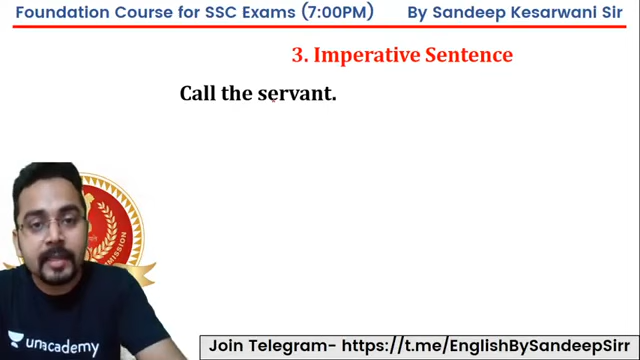 Foundation Course for SSC Exams (7:00PM) By Sandeep Kesarwani Sir
3. Imperative Sentence
Call the servant.
MISSION
unacademy
Join Telegram- https://t.me/EnglishBySandeepSirr